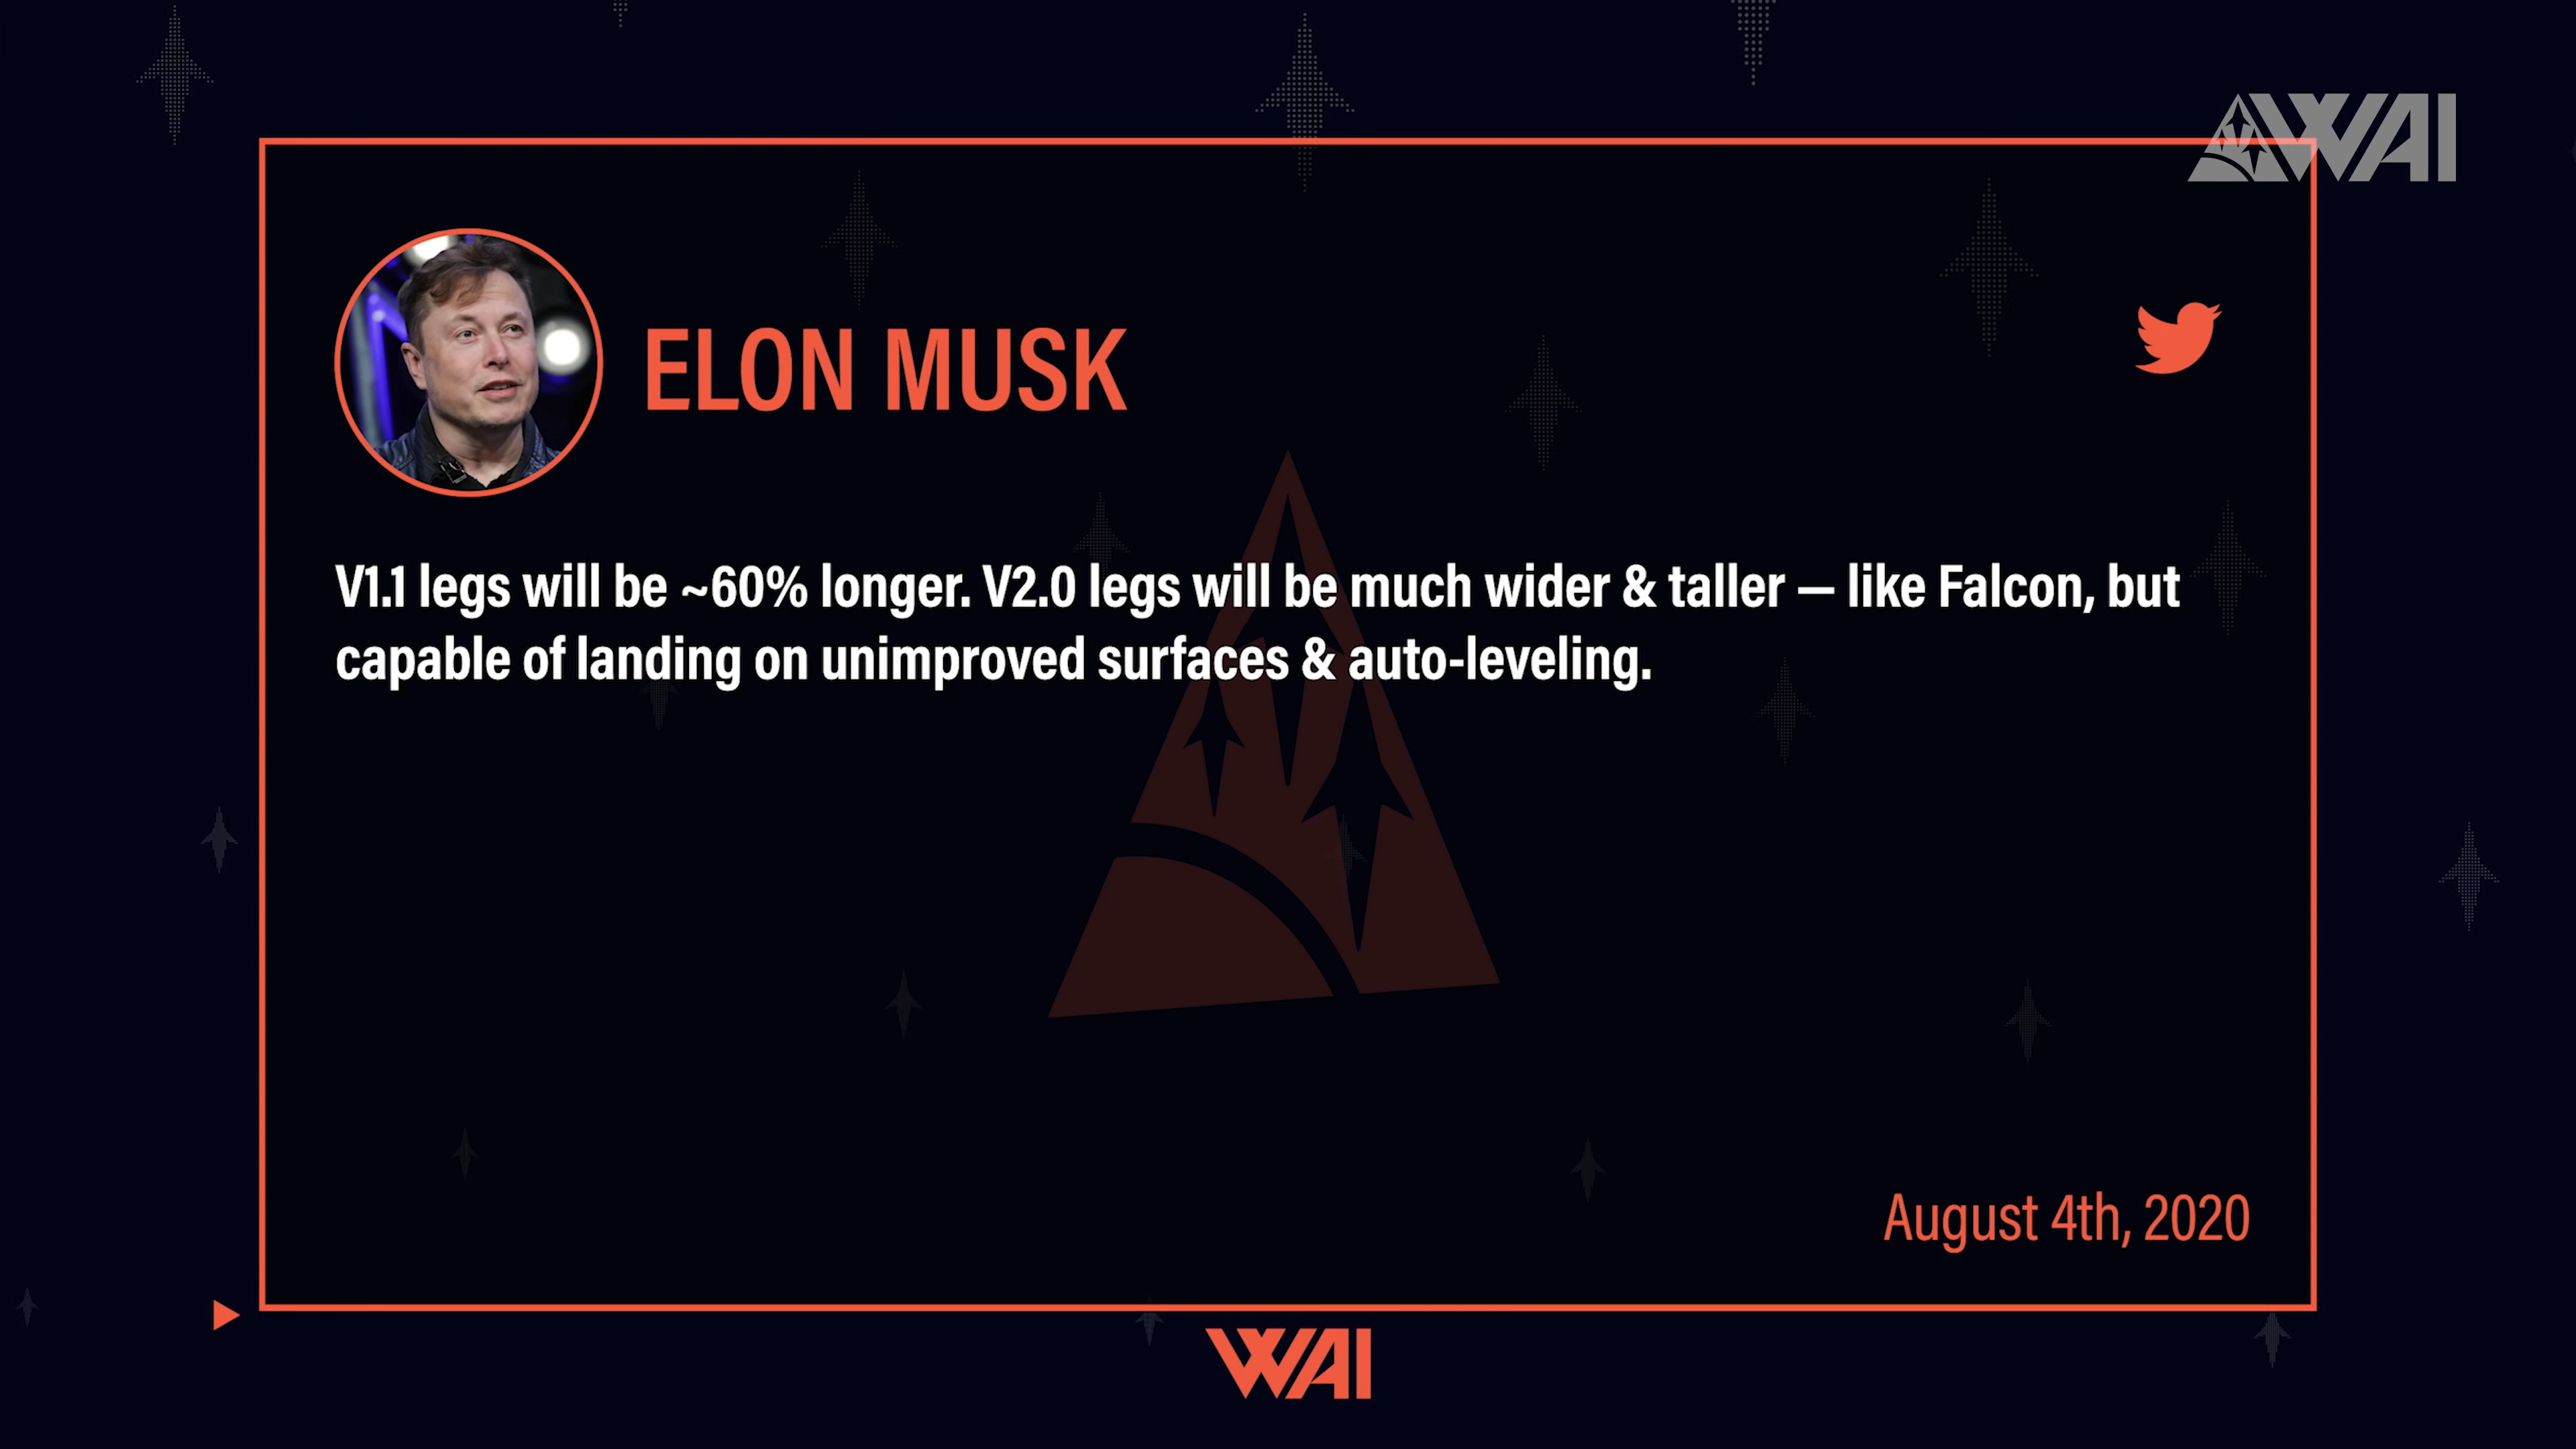 WAI
ELON MUSK
V1.1 legs will be ~60% longer. V2.0 legs will be much wider & taller — like Falcon, but
capable of landing on unimproved surfaces & auto-leveling.
August 4th, 2020
WAI